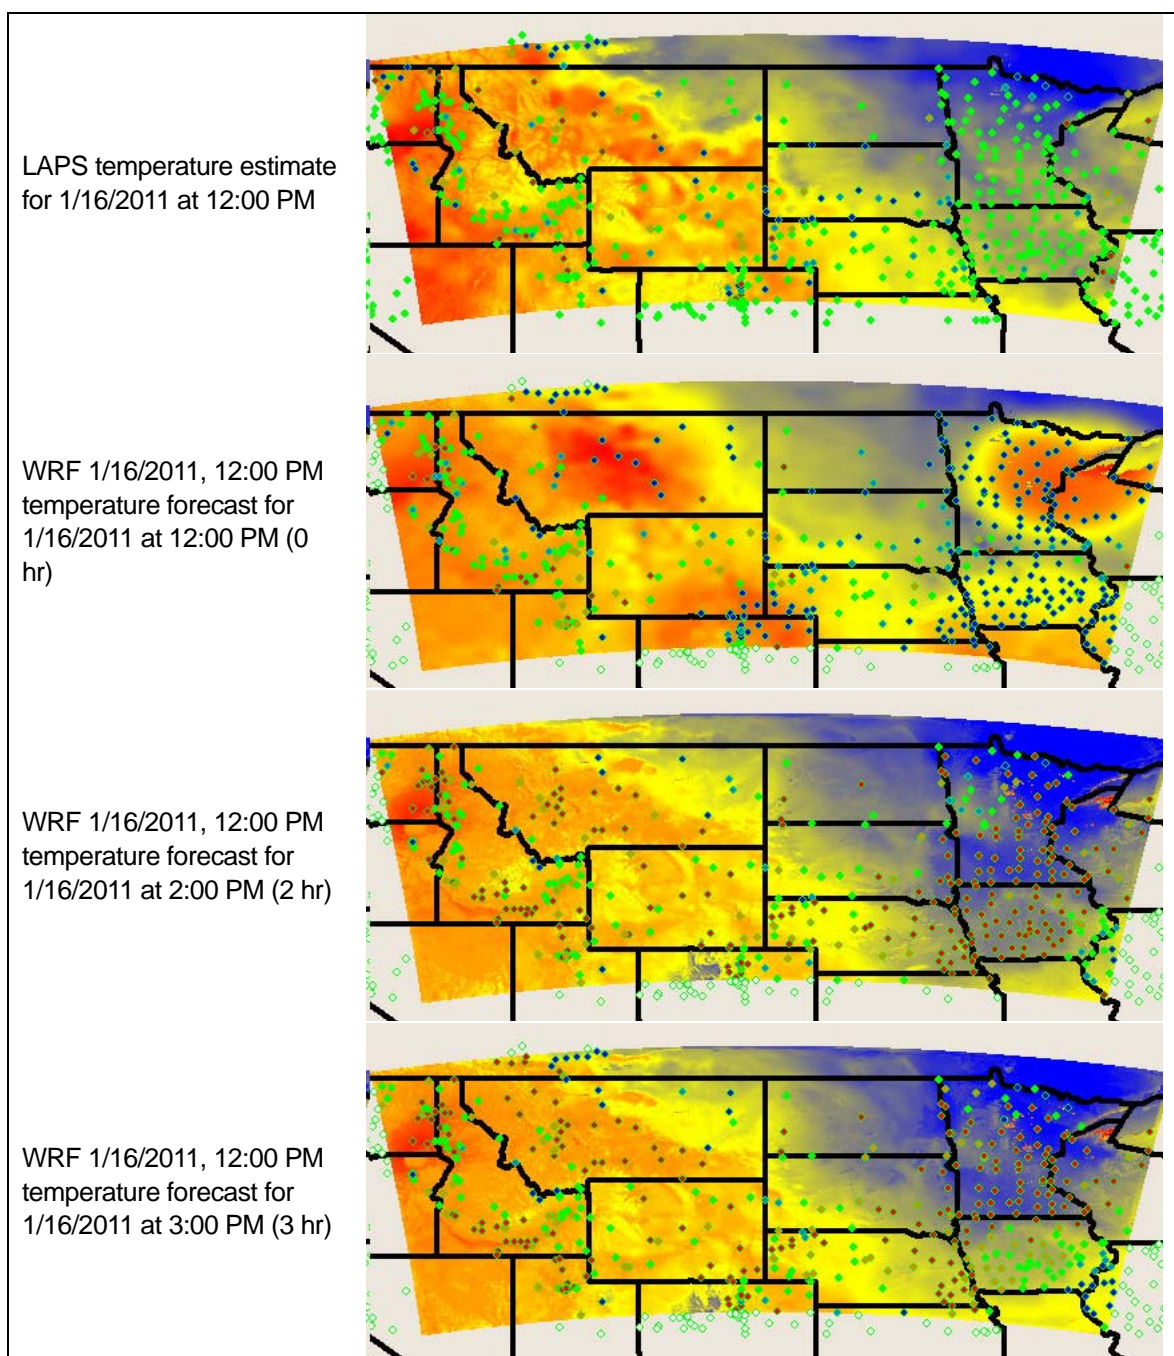 LAPS temperature estimate
for 1/16/2011 at 12:00 PM
WRF 1/16/2011, 12:00 PM
temperature forecast for
1/16/2011 at 12:00 PM (0
hr)
WRF 1/16/2011, 12:00 PM
temperature forecast for
1/16/2011 at 2:00 PM (2 hr)
WRF 1/16/2011, 12:00 PM
temperature forecast for
1/16/2011 at 3:00 PM (3 hr)